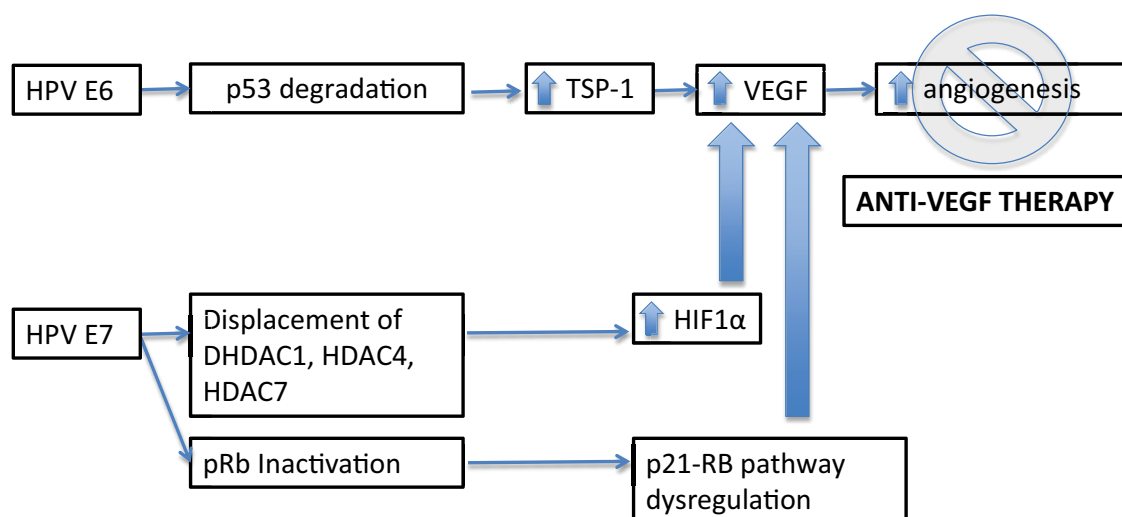 HPV E6
p53 degradation
TSP-1
VEGF
angiogenesis
ANTI-VEGF THERAPY
HPV E7
Displacement of
DHDAC1, HDAC4,
HDAC7
HIF1α
pRb Inactivation
p21-RB pathway
dysregulation